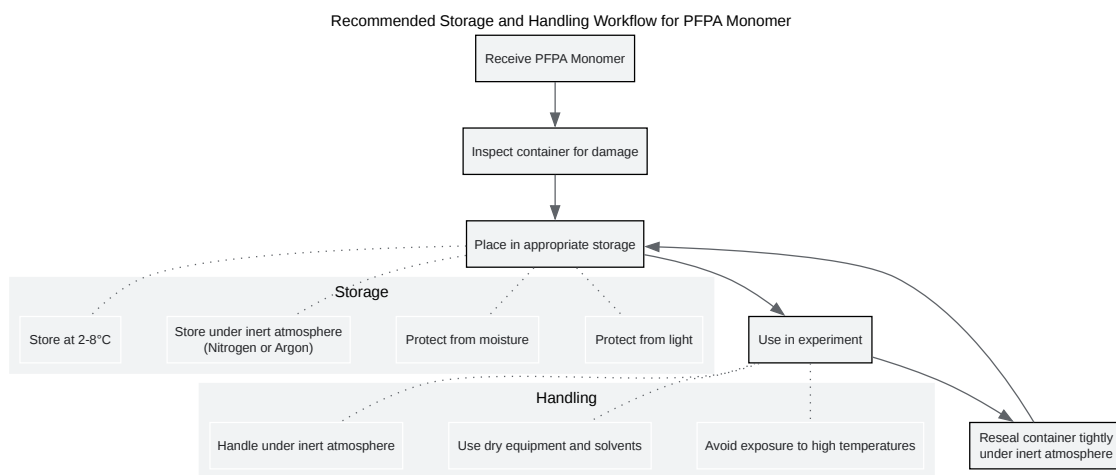 Recommended Storage and Handling Workflow for PFPA Monomer
Receive PFPA Monomer
Inspect container for damage
Place in appropriate storage
Storage
Store at 2-8°C
Store under inert atmosphere
(Nitrogen or Argon)
Protect from moisture
Protect from light
Use in experiment
Handling
Handle under inert atmosphere
Use dry equipment and solvents
Avoid exposure to high temperatures
Reseal container tightly
under inert atmosphere